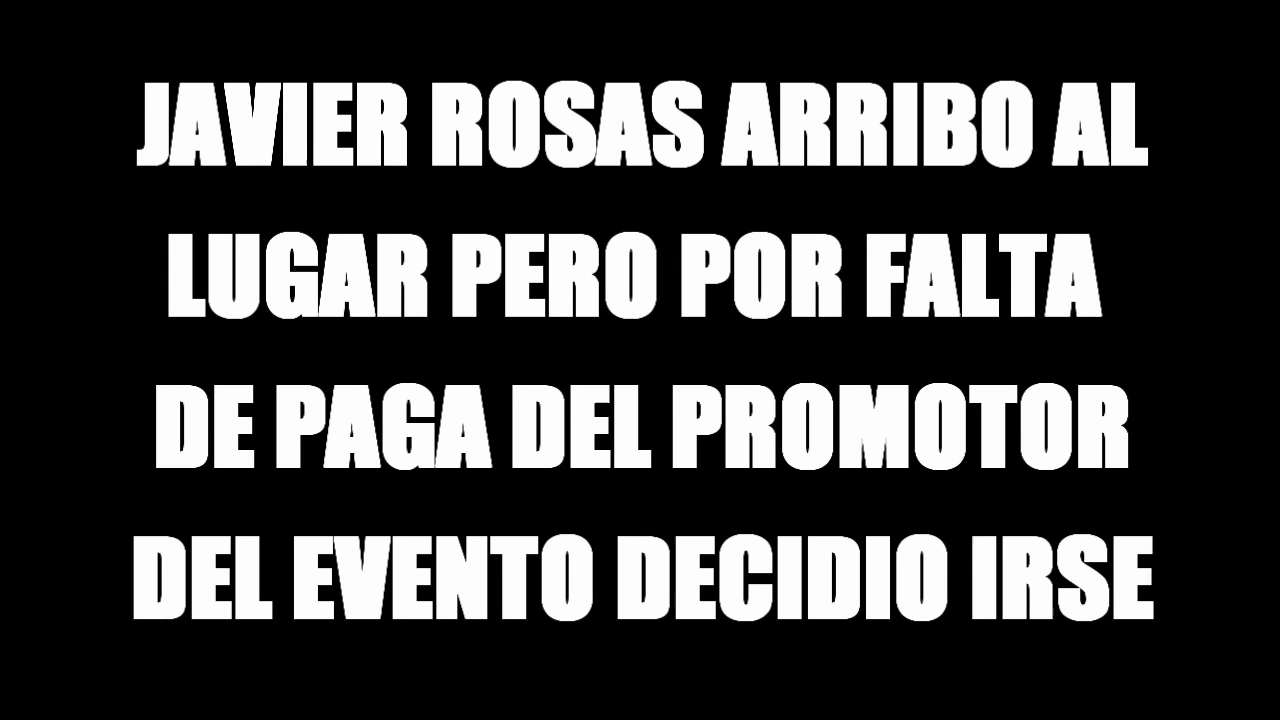 JAVIER ROSAS ARRIBO AL
LUGAR PERO POR FALTA
DE PAGA DEL PROMOTOR
DEL EVENTO DECIDIO IRSE